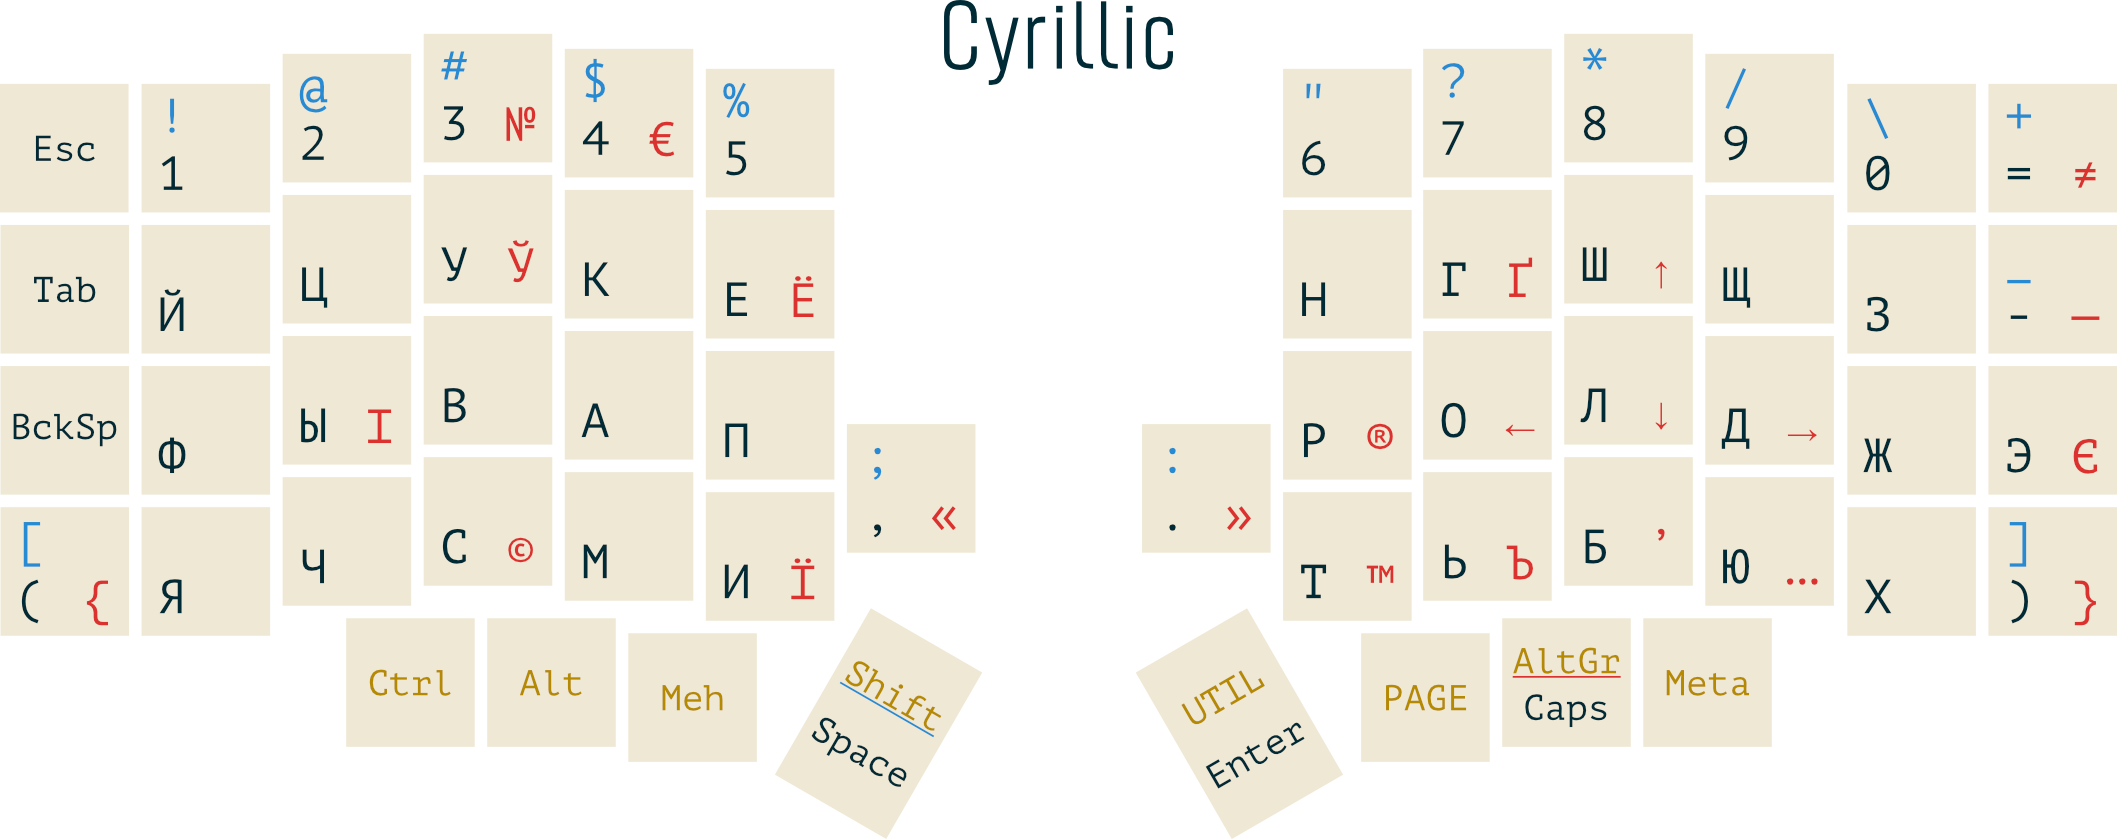 Cyrillic
Esc
!
1
@
2
#
3 №
$
4 €
%
5
"
6
?
7
*
8
/
9
\
0
+
= ≠
Tab
Й
Ц
У Ў
К
Е Ё
Н
Г Ґ
Ш ↑
Щ
З
–
- —
BckSp
Ф
Ы І
В
А
П
;
, «
:
. »
Р ®
О ←
Л ↓
Д →
Ж
Э Є
[
( {
Я
Ч
С ©
М
И Ї
Т ™
Ь Ъ
Б ’
Ю …
Х
]
) }
Ctrl
Alt
Meh
Shift
Space
UTIL
Enter
PAGE
AltGr
Caps
Meta